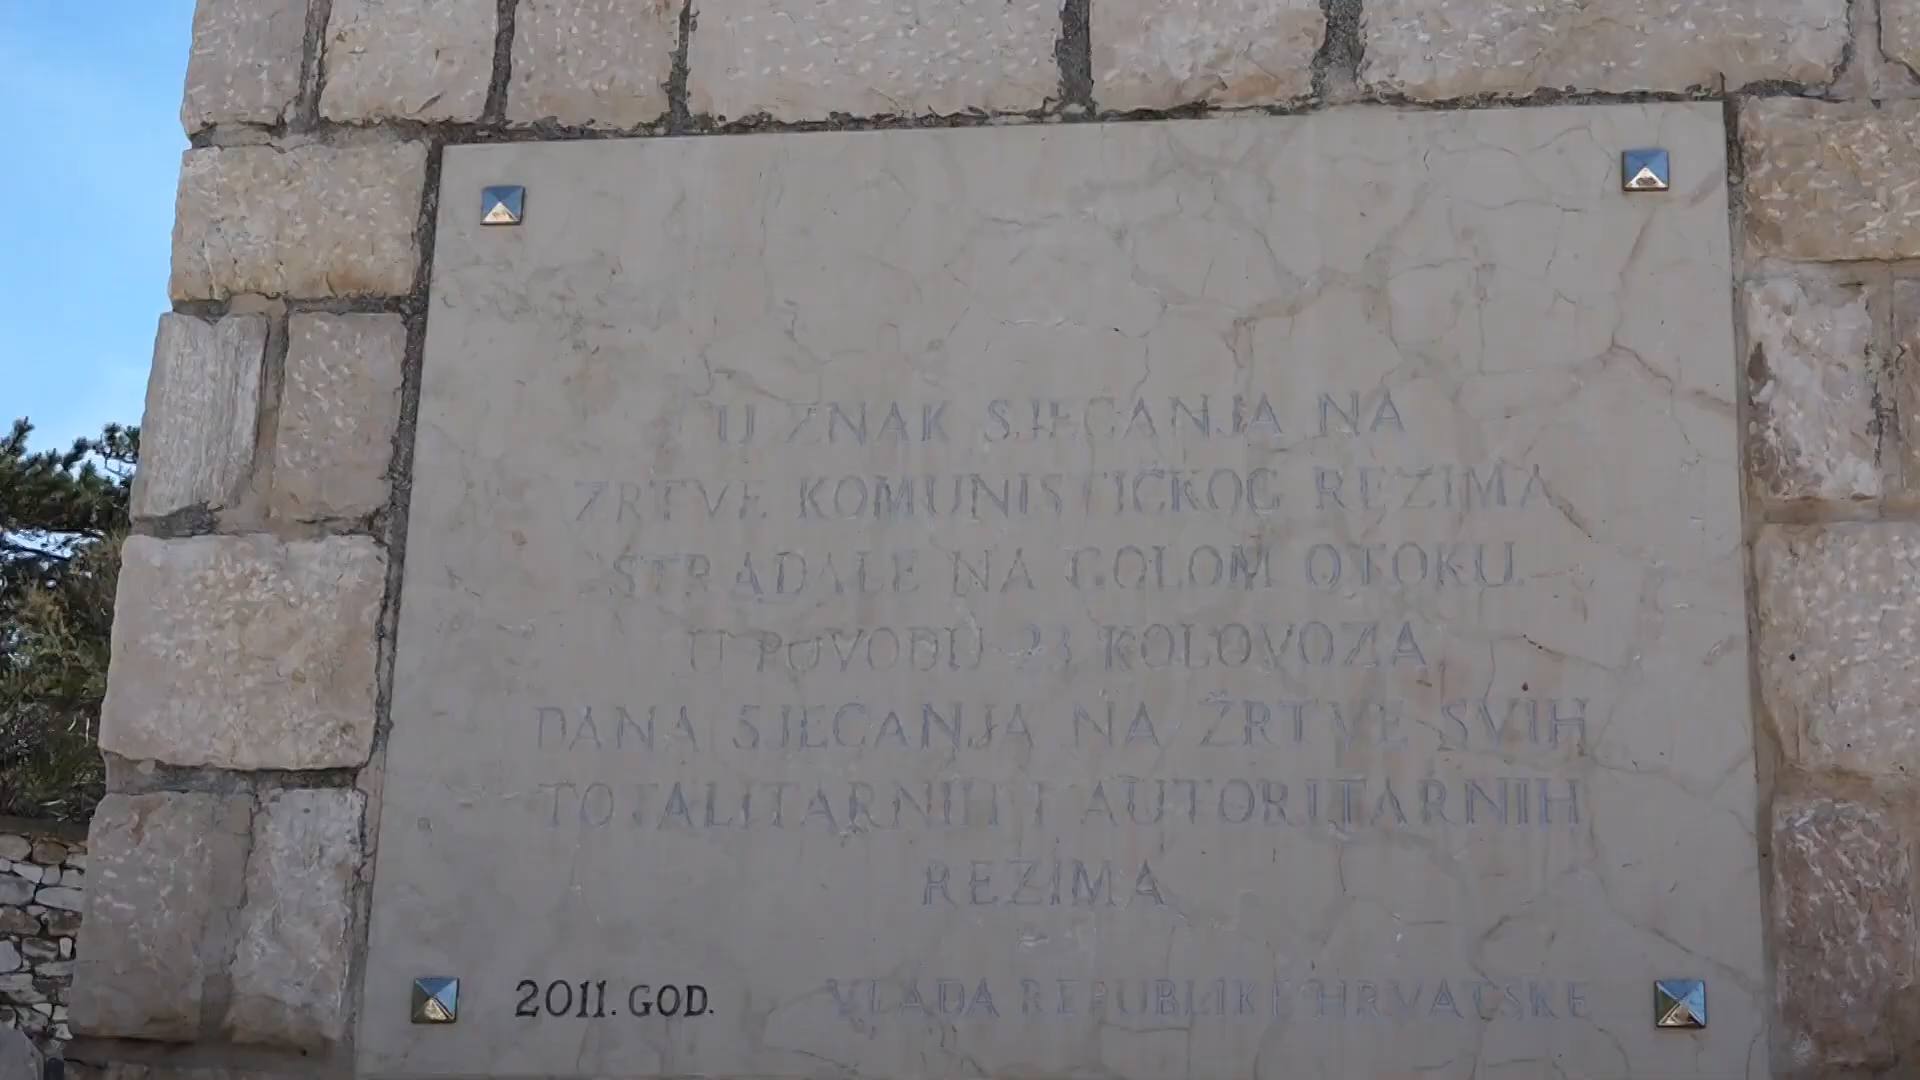 U ZNAK SJEĆANJA NA
ŽRTVE KOMUNISTIČKOG REŽIMA
STRADALE NA GOLOM OTOKU
U POVODU 23 KOLOVOZA
DANA SJEĆANJA NA ŽRTVE SVIH
TOTALITARNIH I AUTORITARNIH
REŽIMA
2011. GOD. VLADA REPUBLIKE HRVATSKE